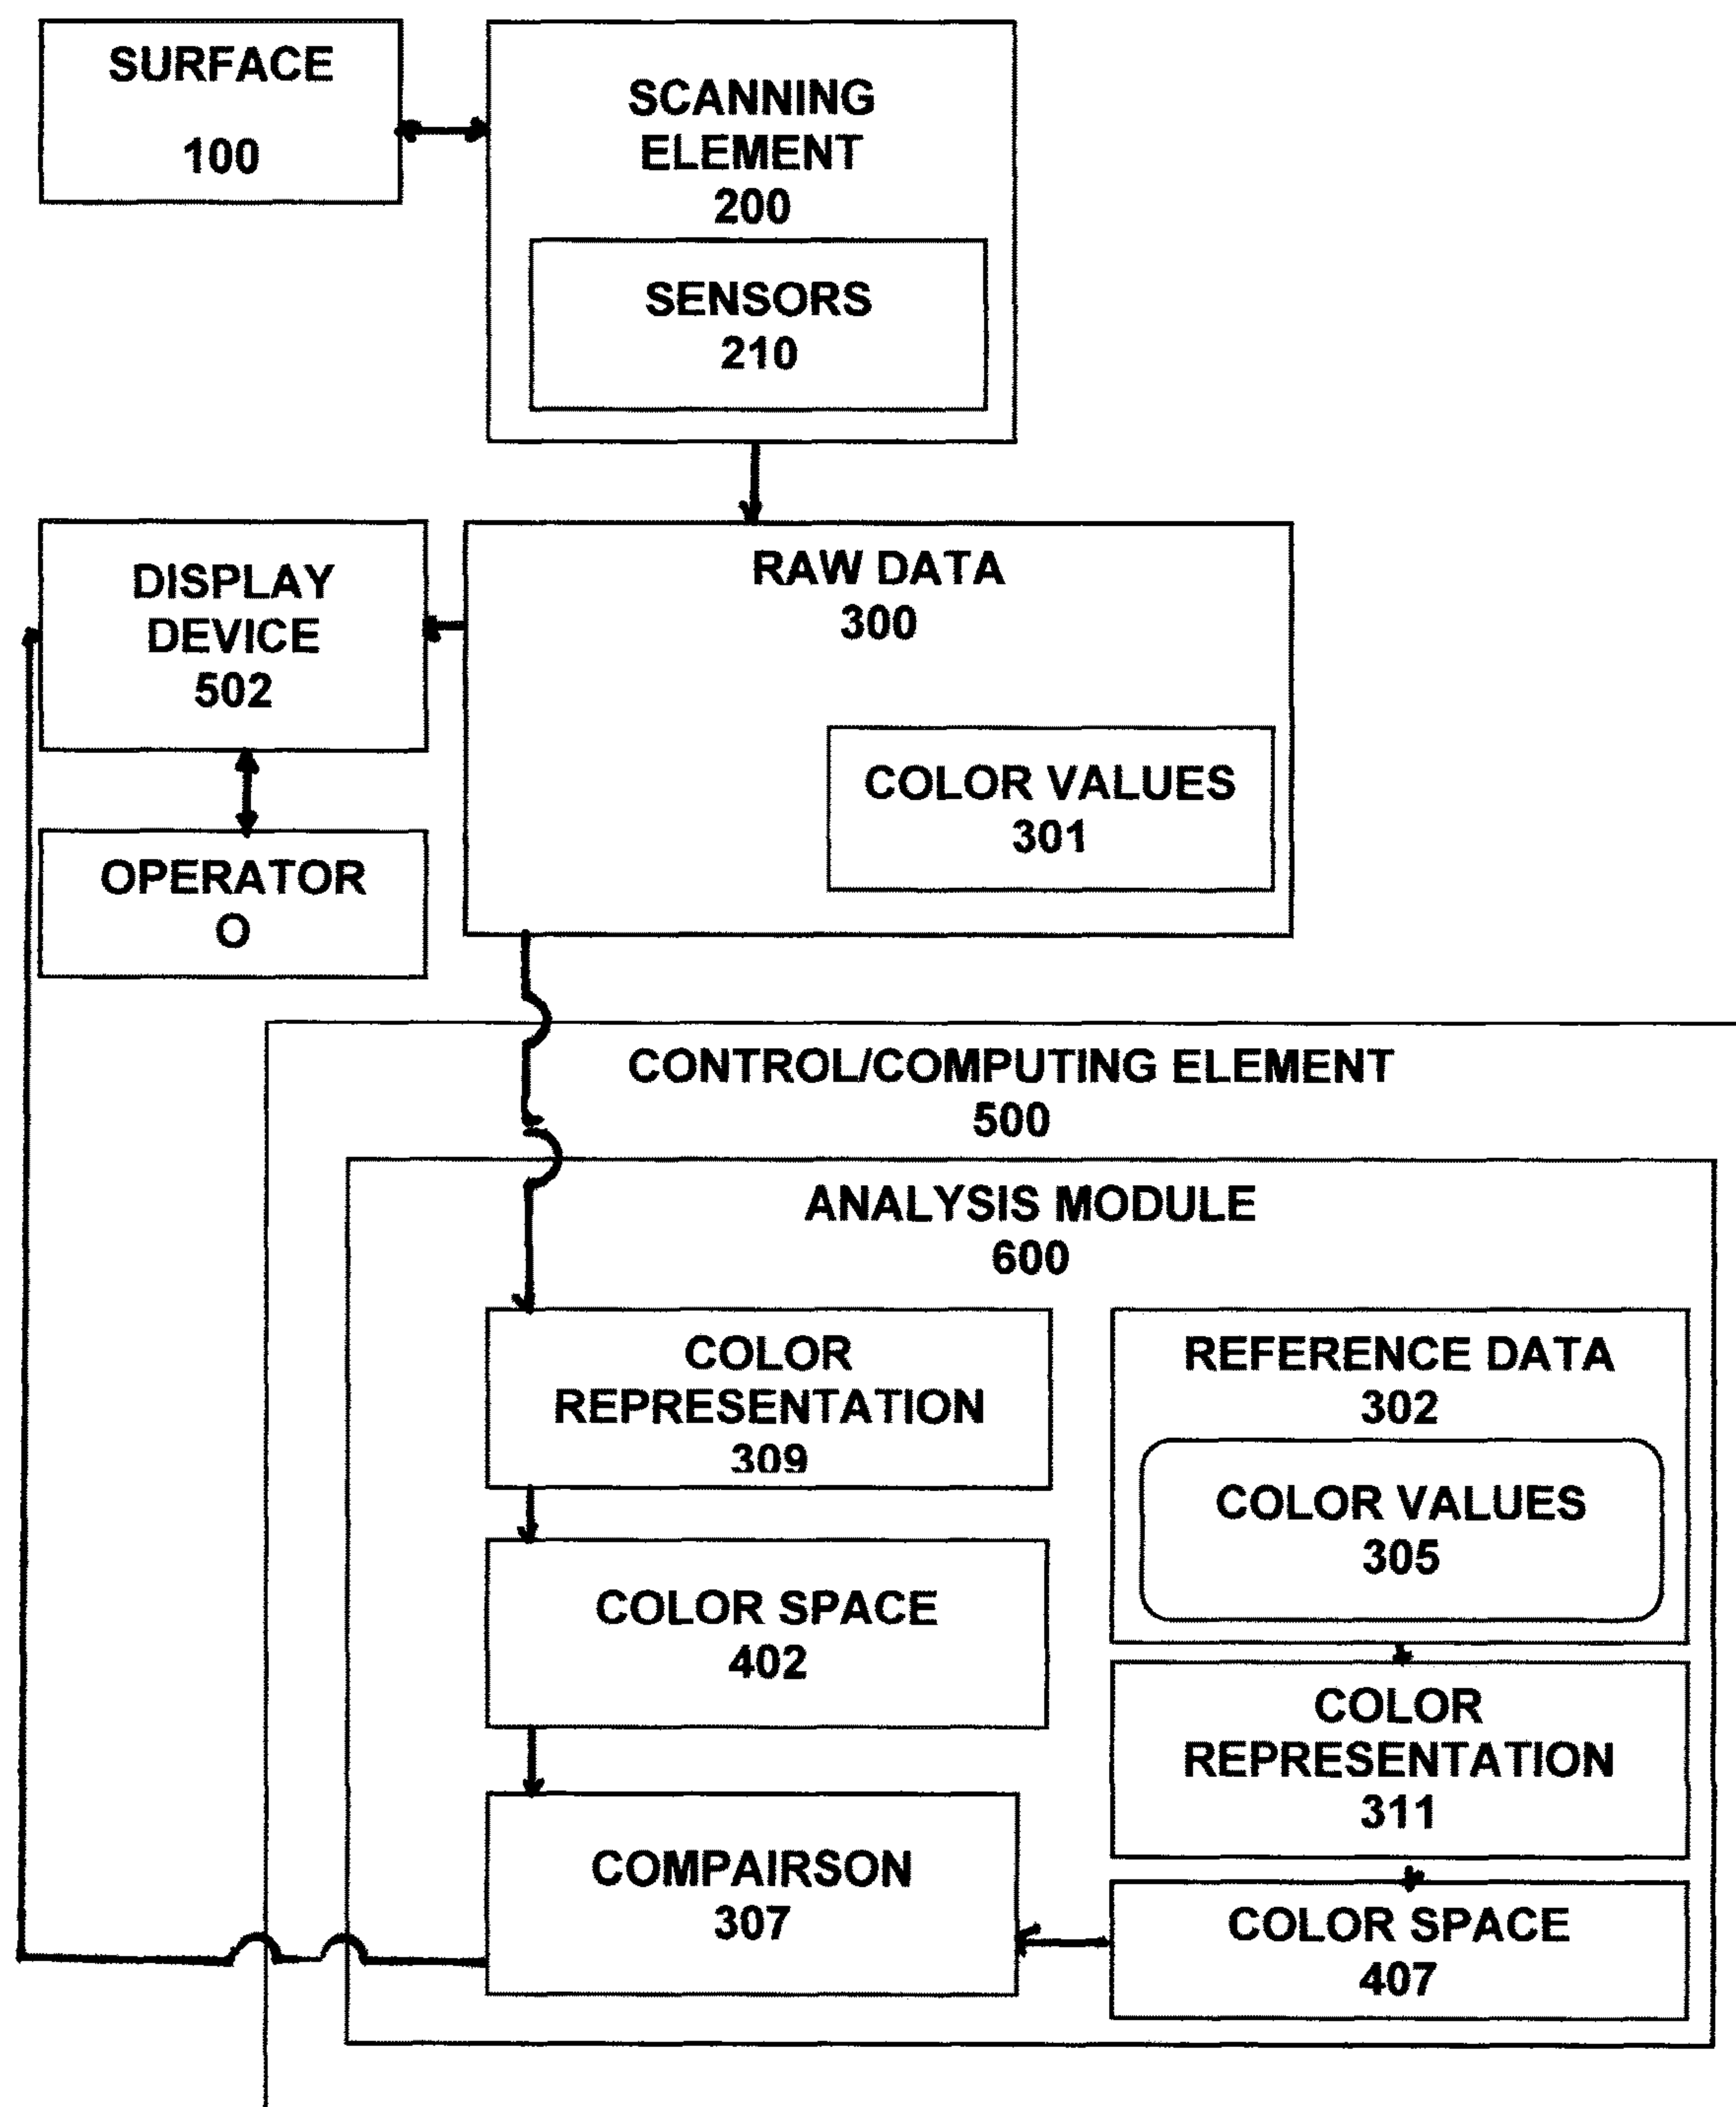 SURFACE
100
SCANNING
ELEMENT
200
SENSORS
210
DISPLAY
DEVICE
502
RAW DATA
300
COLOR VALUES
301
OPERATOR
O
CONTROL/COMPUTING ELEMENT
500
ANALYSIS MODULE
600
COLOR
REPRESENTATION
309
REFERENCE DATA
302
COLOR VALUES
305
COLOR SPACE
402
COLOR
REPRESENTATION
311
COMPAIRSON
307
COLOR SPACE
407